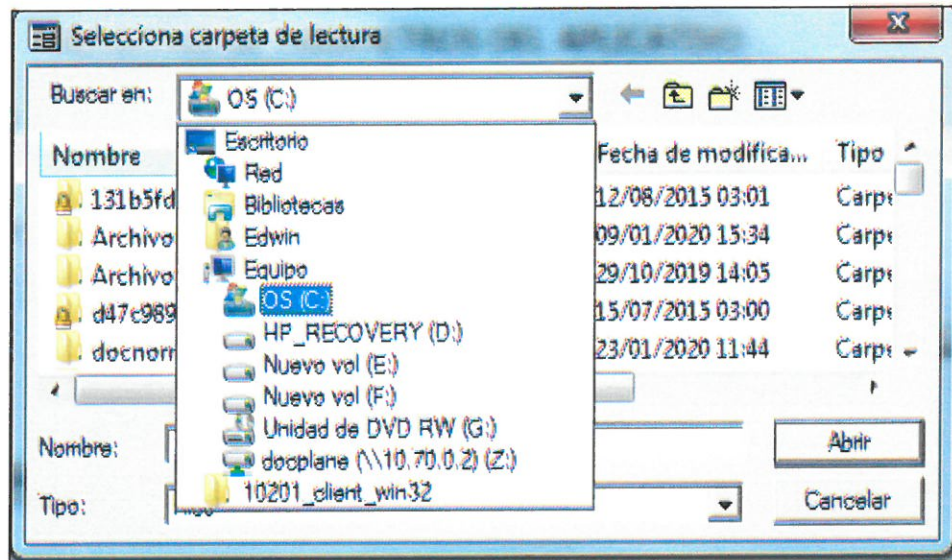 Selecciona carpeta de lectura
Buscar en: OS (C:)
Nombre Fecha de modifica... Tipo
Escritorio
Red
131b5fd 12/08/2015 03:01 Carpe
Bibliotecas
Archivo 09/01/2020 15:34 Carpe
Edwin
Archivo 29/10/2019 14:05 Carpe
Equipo
d47c989 15/07/2015 03:00 Carpe
OS (C:)
docnorr 23/01/2020 11:44 Carpe
HP_RECOVERY (D:)
Nuevo vol (E:)
Nuevo vol (F:)
Unidad de DVD RW (G:)
docplane (\\10.70.0.2) (Z:)
10201_client_win32
Nombre: Abrir
Tipo: Cancelar